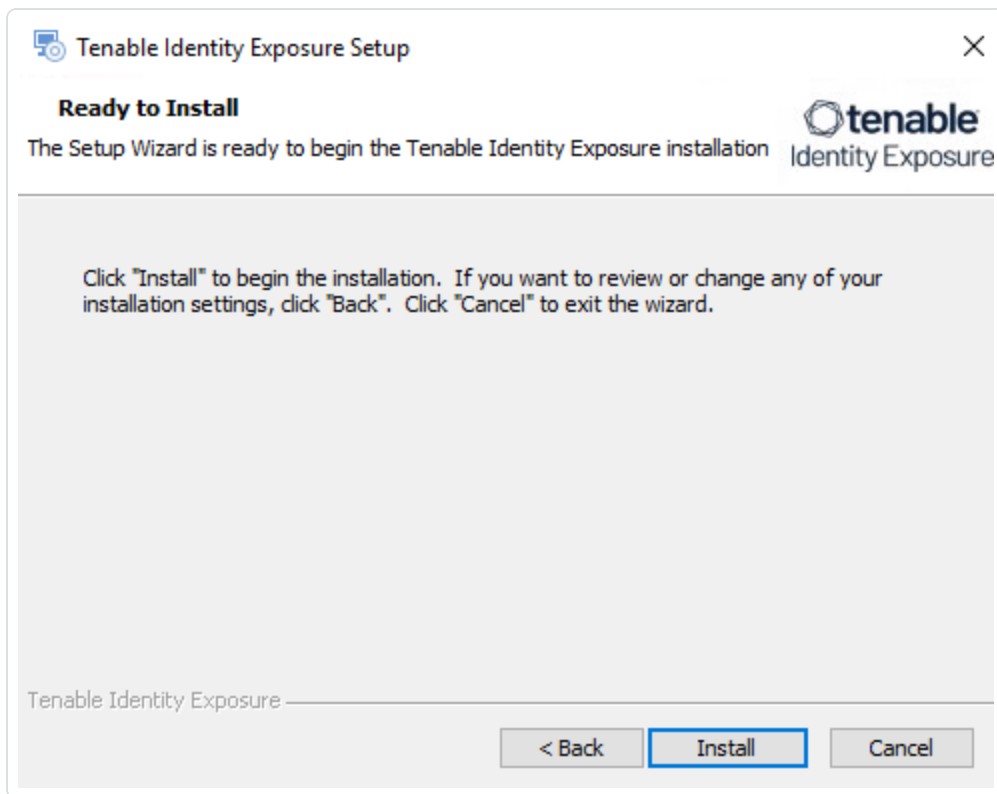 Tenable Identity Exposure Setup
Ready to Install
The Setup Wizard is ready to begin the Tenable Identity Exposure installation
tenable
Identity Exposure
Click "Install" to begin the installation.  If you want to review or change any of your
installation settings, click "Back".  Click "Cancel" to exit the wizard.
Tenable Identity Exposure
< Back
Install
Cancel